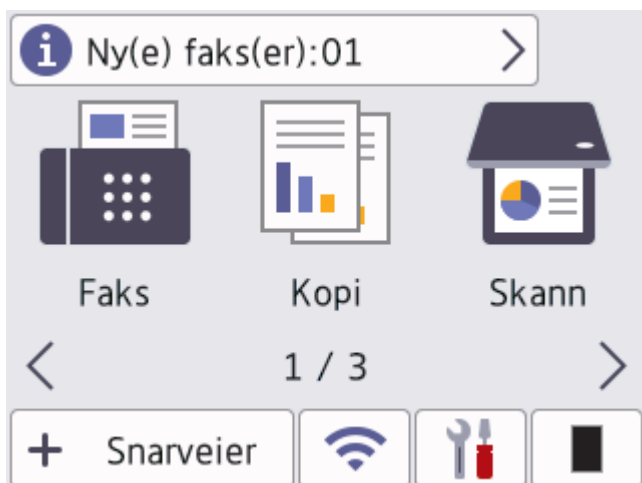 Ny(e) faks(er):01
Faks Kopi Skann
1 / 3
Snarveier